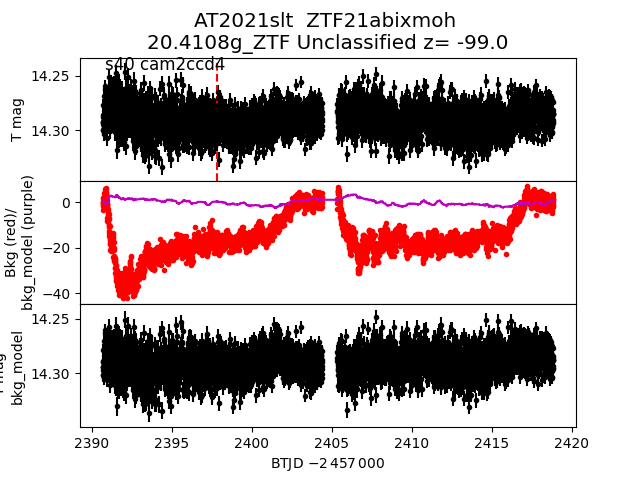 AT2021slt ZTF21abixmoh
20.4108g_ZTF Unclassified z= -99.0
s40 cam2ccd4
14.25
14.30
T mag
0
−20
−40
Bkg (red)/
bkg_model (purple)
14.25
14.30
bkg_model
2390
2395
2400
2405
2410
2415
2420
BTJD −2 457 000